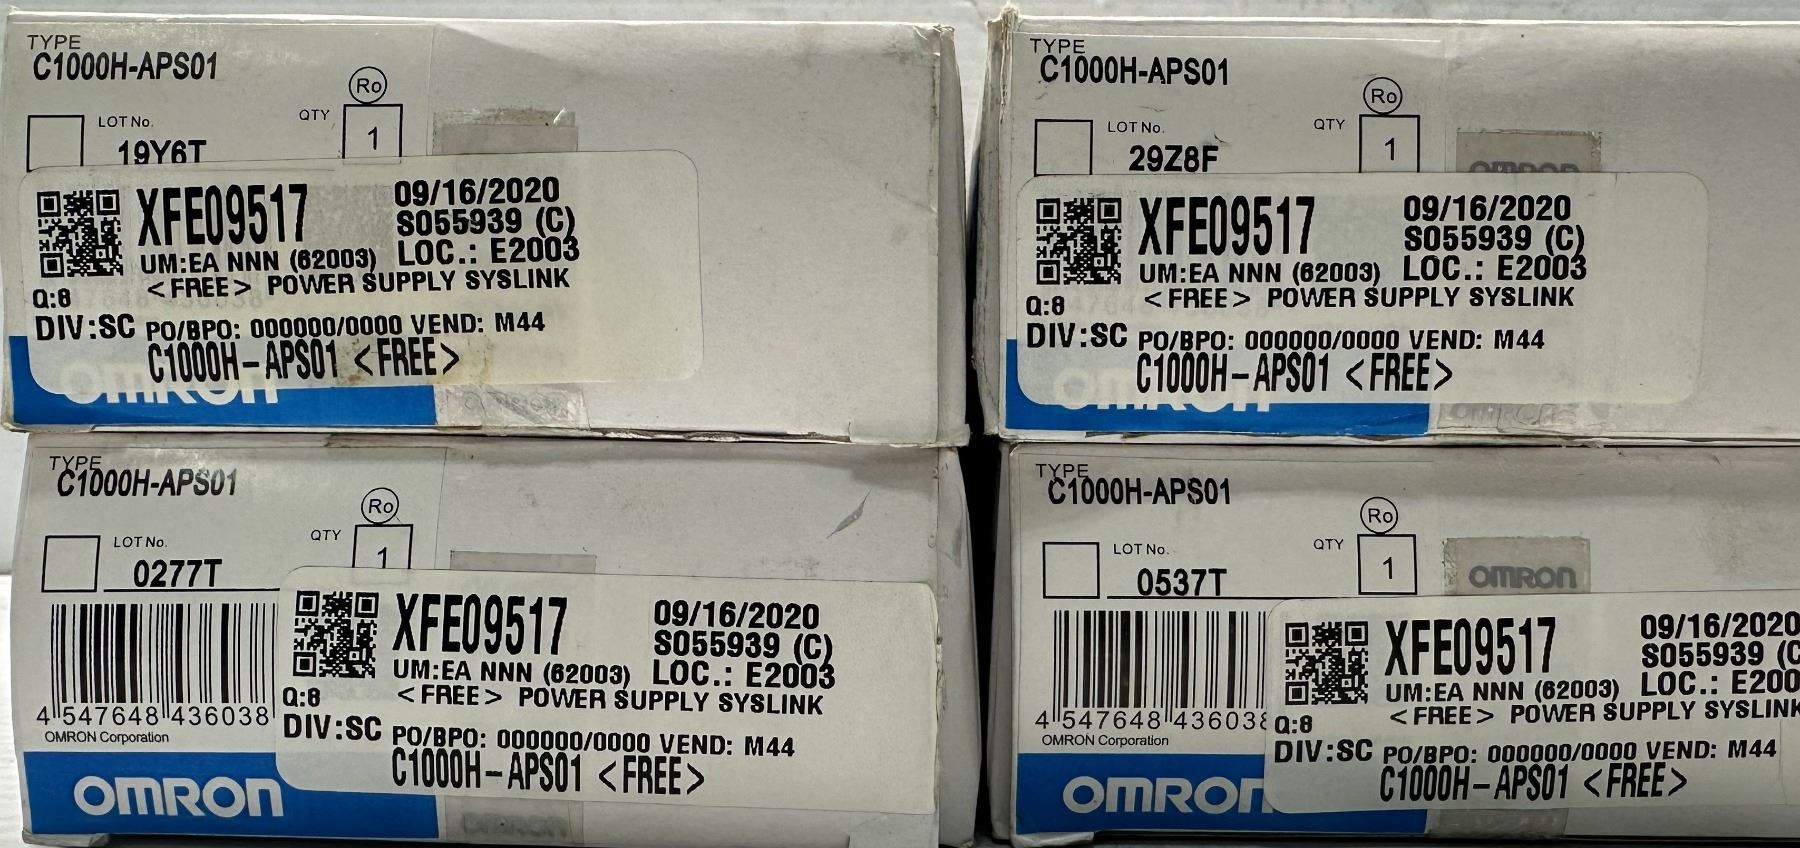 TYPE
C1000H-APS01
Ro
LOT No.
QTY
1
19Y6T
XFE09517
09/16/2020
S055939 (C)
UM:EA NNN (62003) LOC.: E2003
<FREE> POWER SUPPLY SYSLINK
Q:8
DIV:SC PO/BPO: 000000/0000 VEND: M44
C1000H-APS01 <FREE>
OMRON
TYPE
C1000H-APS01
Ro
LOT No.
QTY
1
29Z8F
OMRON
XFE09517
09/16/2020
S055939 (C)
UM:EA NNN (62003) LOC.: E2003
<FREE> POWER SUPPLY SYSLINK
Q:8
DIV:SC PO/BPO: 000000/0000 VEND: M44
C1000H-APS01 <FREE>
OMRON
TYPE
C1000H-APS01
Ro
LOT No.
QTY
1
0277T
XFE09517
09/16/2020
S055939 (C)
UM:EA NNN (62003) LOC.: E2003
<FREE> POWER SUPPLY SYSLINK
Q:8
DIV:SC PO/BPO: 000000/0000 VEND: M44
C1000H-APS01 <FREE>
4 547648 436038
OMRON Corporation
OMRON
OMRON
TYPE
C1000H-APS01
Ro
LOT No.
QTY
1
0537T
OMRON
XFE09517
09/16/2020
S055939 (C
UM:EA NNN (62003) LOC.: E200
<FREE> POWER SUPPLY SYSLINK
Q:8
DIV:SC PO/BPO: 000000/0000 VEND: M44
C1000H-APS01 <FREE>
4 547648 436038
OMRON Corporation
OMRON